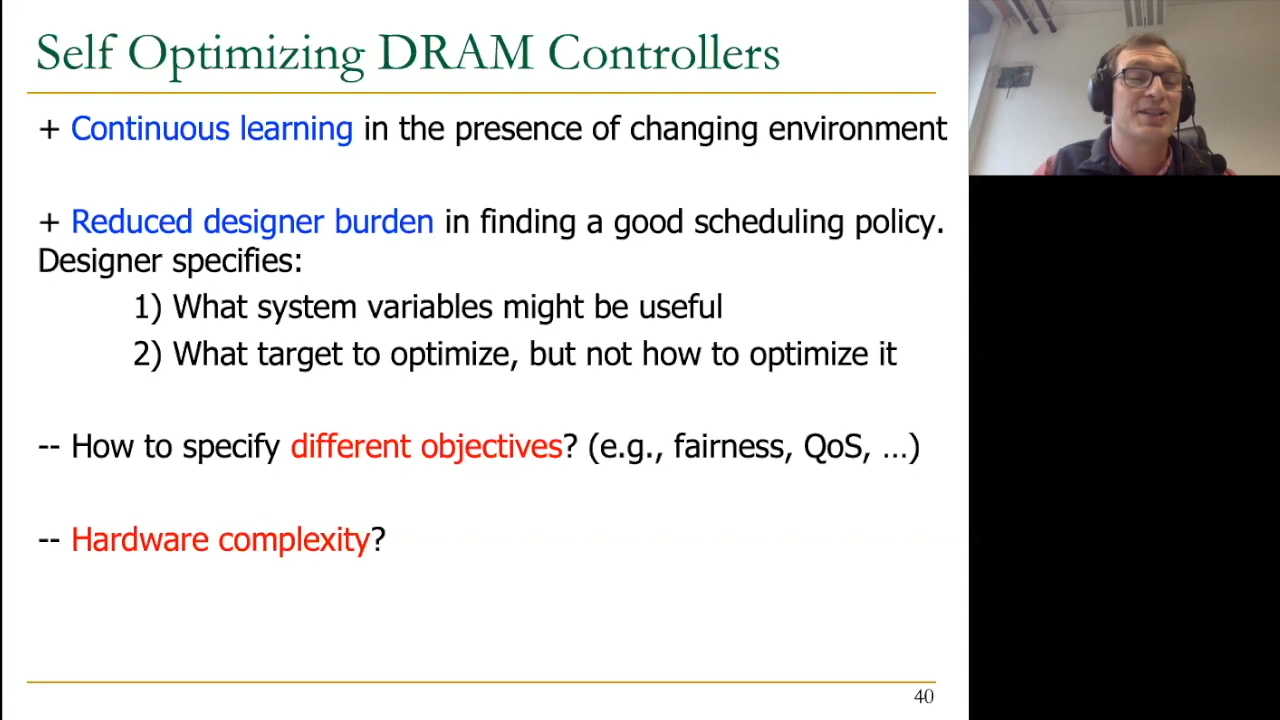 Self Optimizing DRAM Controllers
+ Continuous learning in the presence of changing environment
+ Reduced designer burden in finding a good scheduling policy.
Designer specifies:
1) What system variables might be useful
2) What target to optimize, but not how to optimize it
-- How to specify different objectives? (e.g., fairness, QoS, …)
-- Hardware complexity?
40